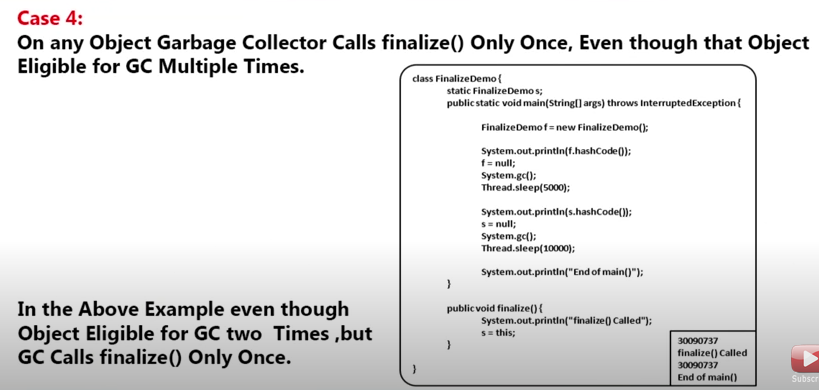 Case 4:
On any Object Garbage Collector Calls finalize() Only Once, Even though that Object
Eligible for GC Multiple Times.
class FinalizeDemo {
static FinalizeDemo s;
public static void main(String[] args) throws InterruptedException {
FinalizeDemo f = new FinalizeDemo();
System.out.println(f.hashCode());
f = null;
System.gc();
Thread.sleep(5000);
System.out.println(s.hashCode());
s = null;
System.gc();
Thread.sleep(10000);
System.out.println("End of main()");
}
public void finalize() {
System.out.println("finalize() Called");
s = this;
}
}
30090737
finalize() Called
30090737
End of main()
In the Above Example even though
Object Eligible for GC two Times ,but
GC Calls finalize() Only Once.
Subscr